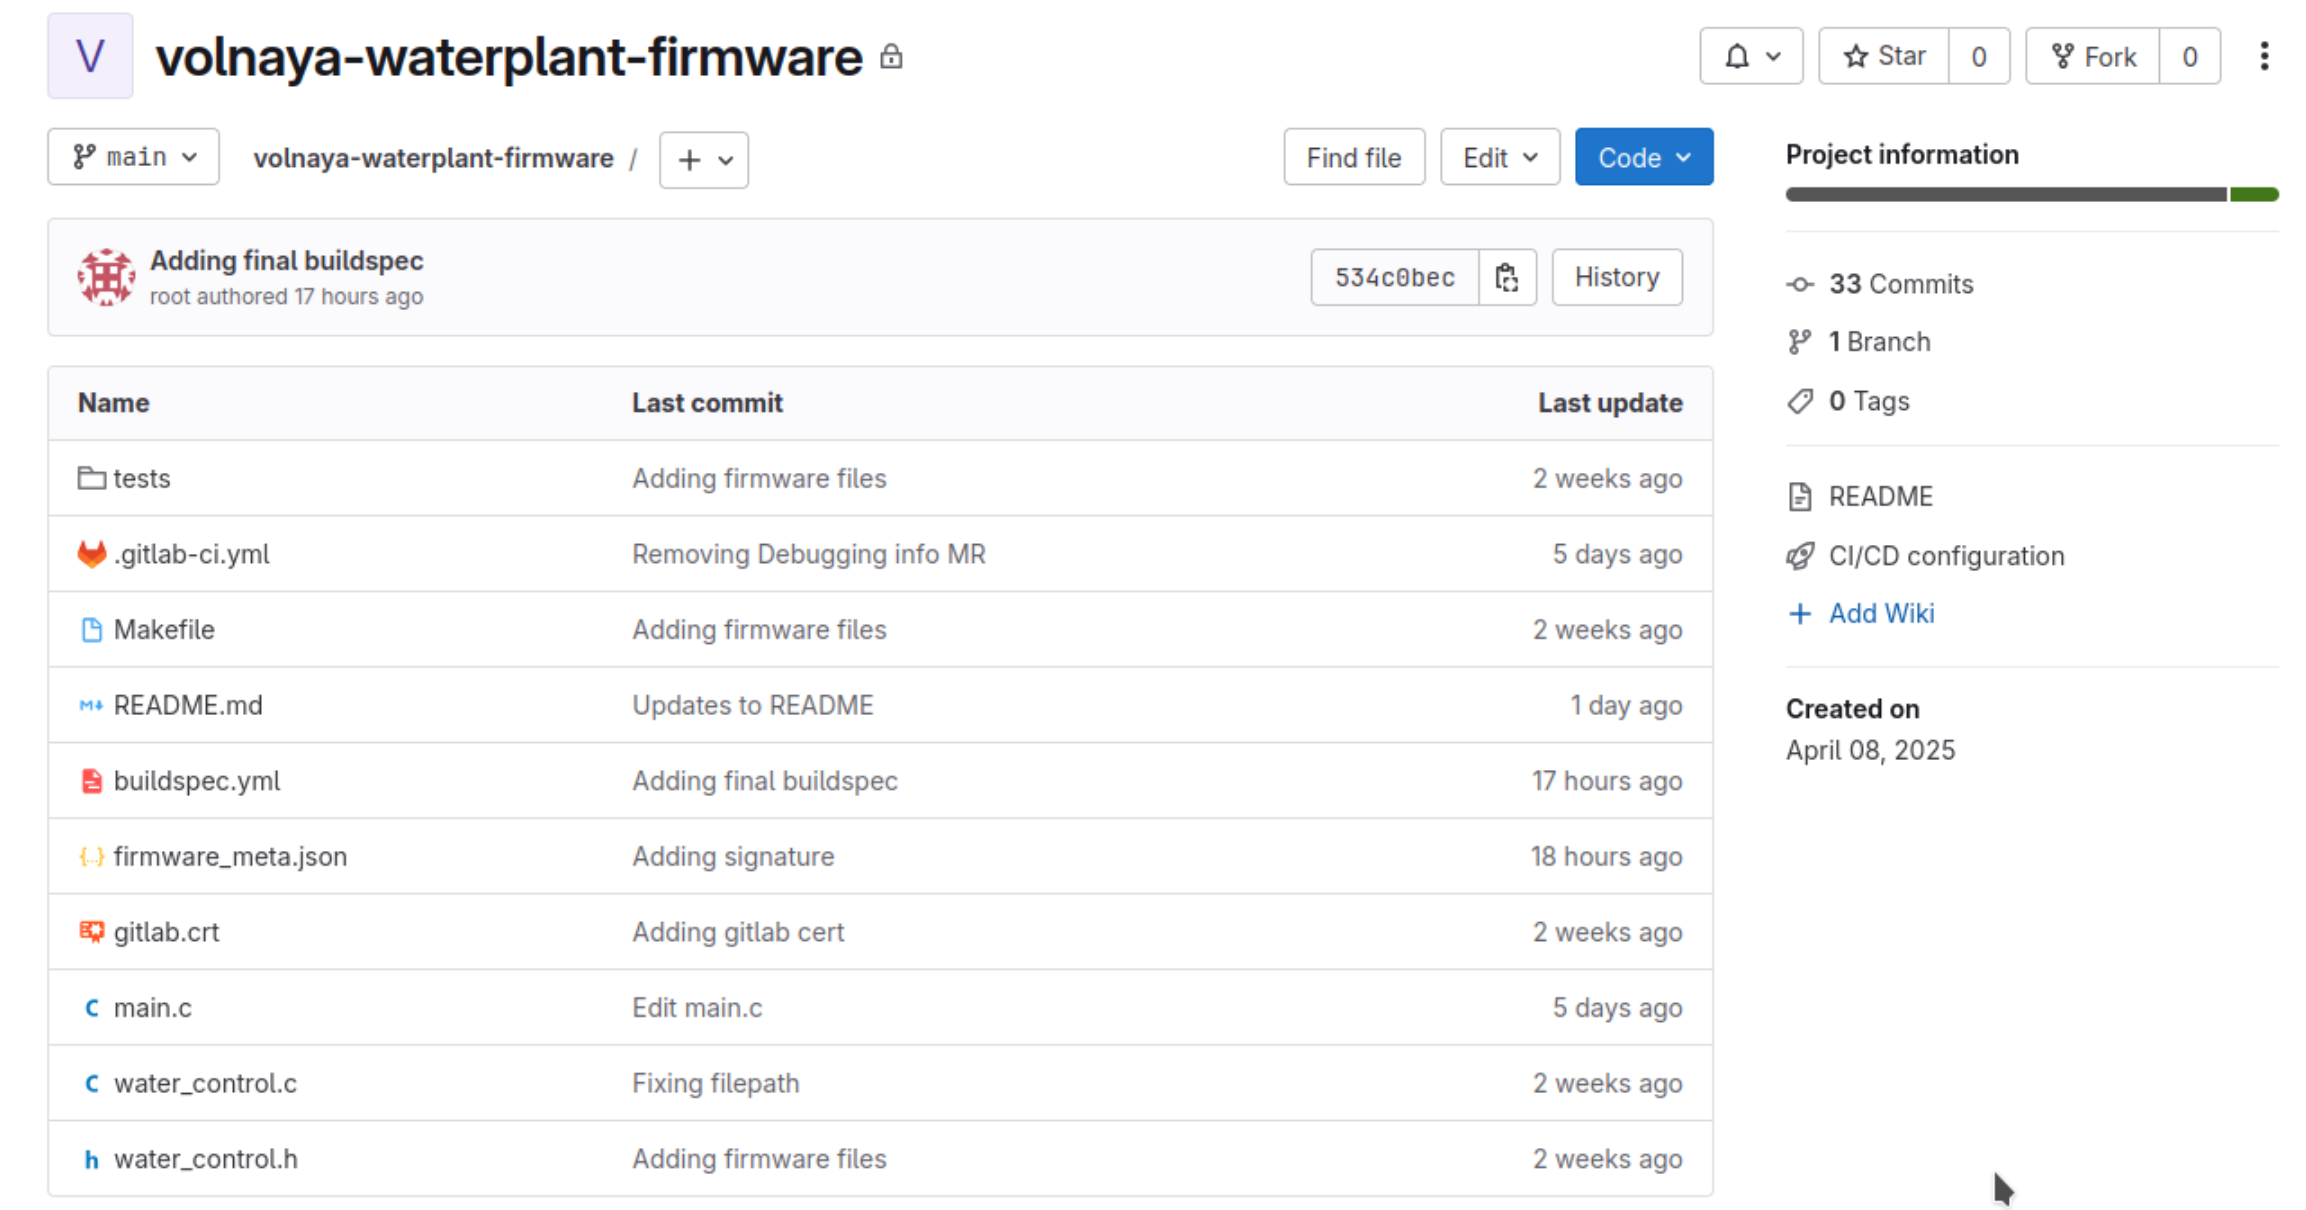 V volnaya-waterplant-firmware Star 0 Fork 0
main volnaya-waterplant-firmware / + Find file Edit Code
Adding final buildspec
root authored 17 hours ago
534c0bec History
Name Last commit Last update
tests Adding firmware files 2 weeks ago
.gitlab-ci.yml Removing Debugging info MR 5 days ago
Makefile Adding firmware files 2 weeks ago
README.md Updates to README 1 day ago
buildspec.yml Adding final buildspec 17 hours ago
firmware_meta.json Adding signature 18 hours ago
gitlab.crt Adding gitlab cert 2 weeks ago
main.c Edit main.c 5 days ago
water_control.c Fixing filepath 2 weeks ago
water_control.h Adding firmware files 2 weeks ago
Project information
33 Commits
1 Branch
0 Tags
README
CI/CD configuration
+ Add Wiki
Created on
April 08, 2025